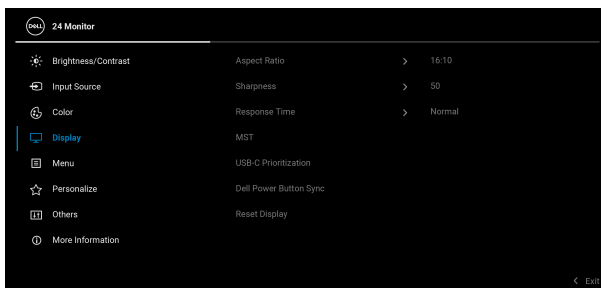 DELL 24 Monitor
Brightness/Contrast Aspect Ratio > 16:10
Input Source Sharpness > 50
Color Response Time > Normal
Display MST
Menu USB-C Prioritization
Personalize Dell Power Button Sync
Others Reset Display
More Information
< Exit